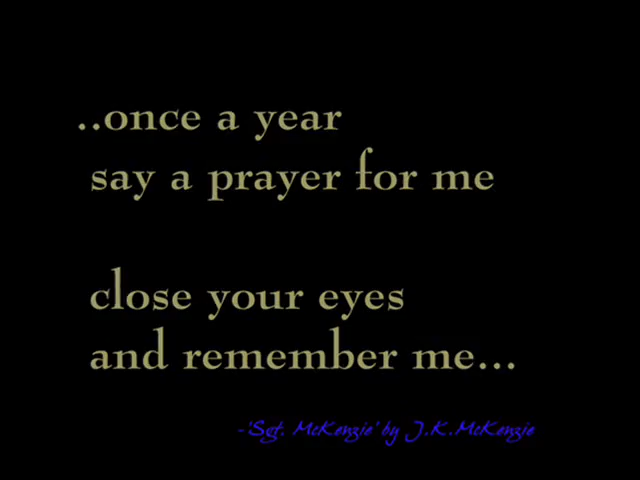 ..once a year
say a prayer for me
close your eyes
and remember me...
-'Sgt. McKenzie' by J.K.McKenzie